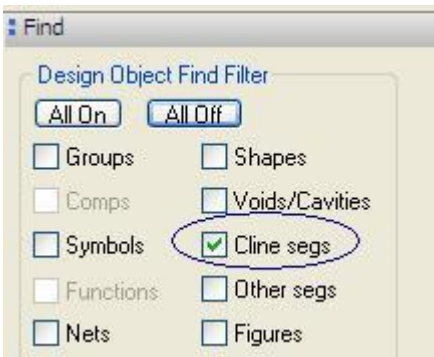 Find
Design Object Find Filter
All On All Off
Groups Shapes
Comps Voids/Cavities
Symbols Cline segs
Functions Other segs
Nets Figures